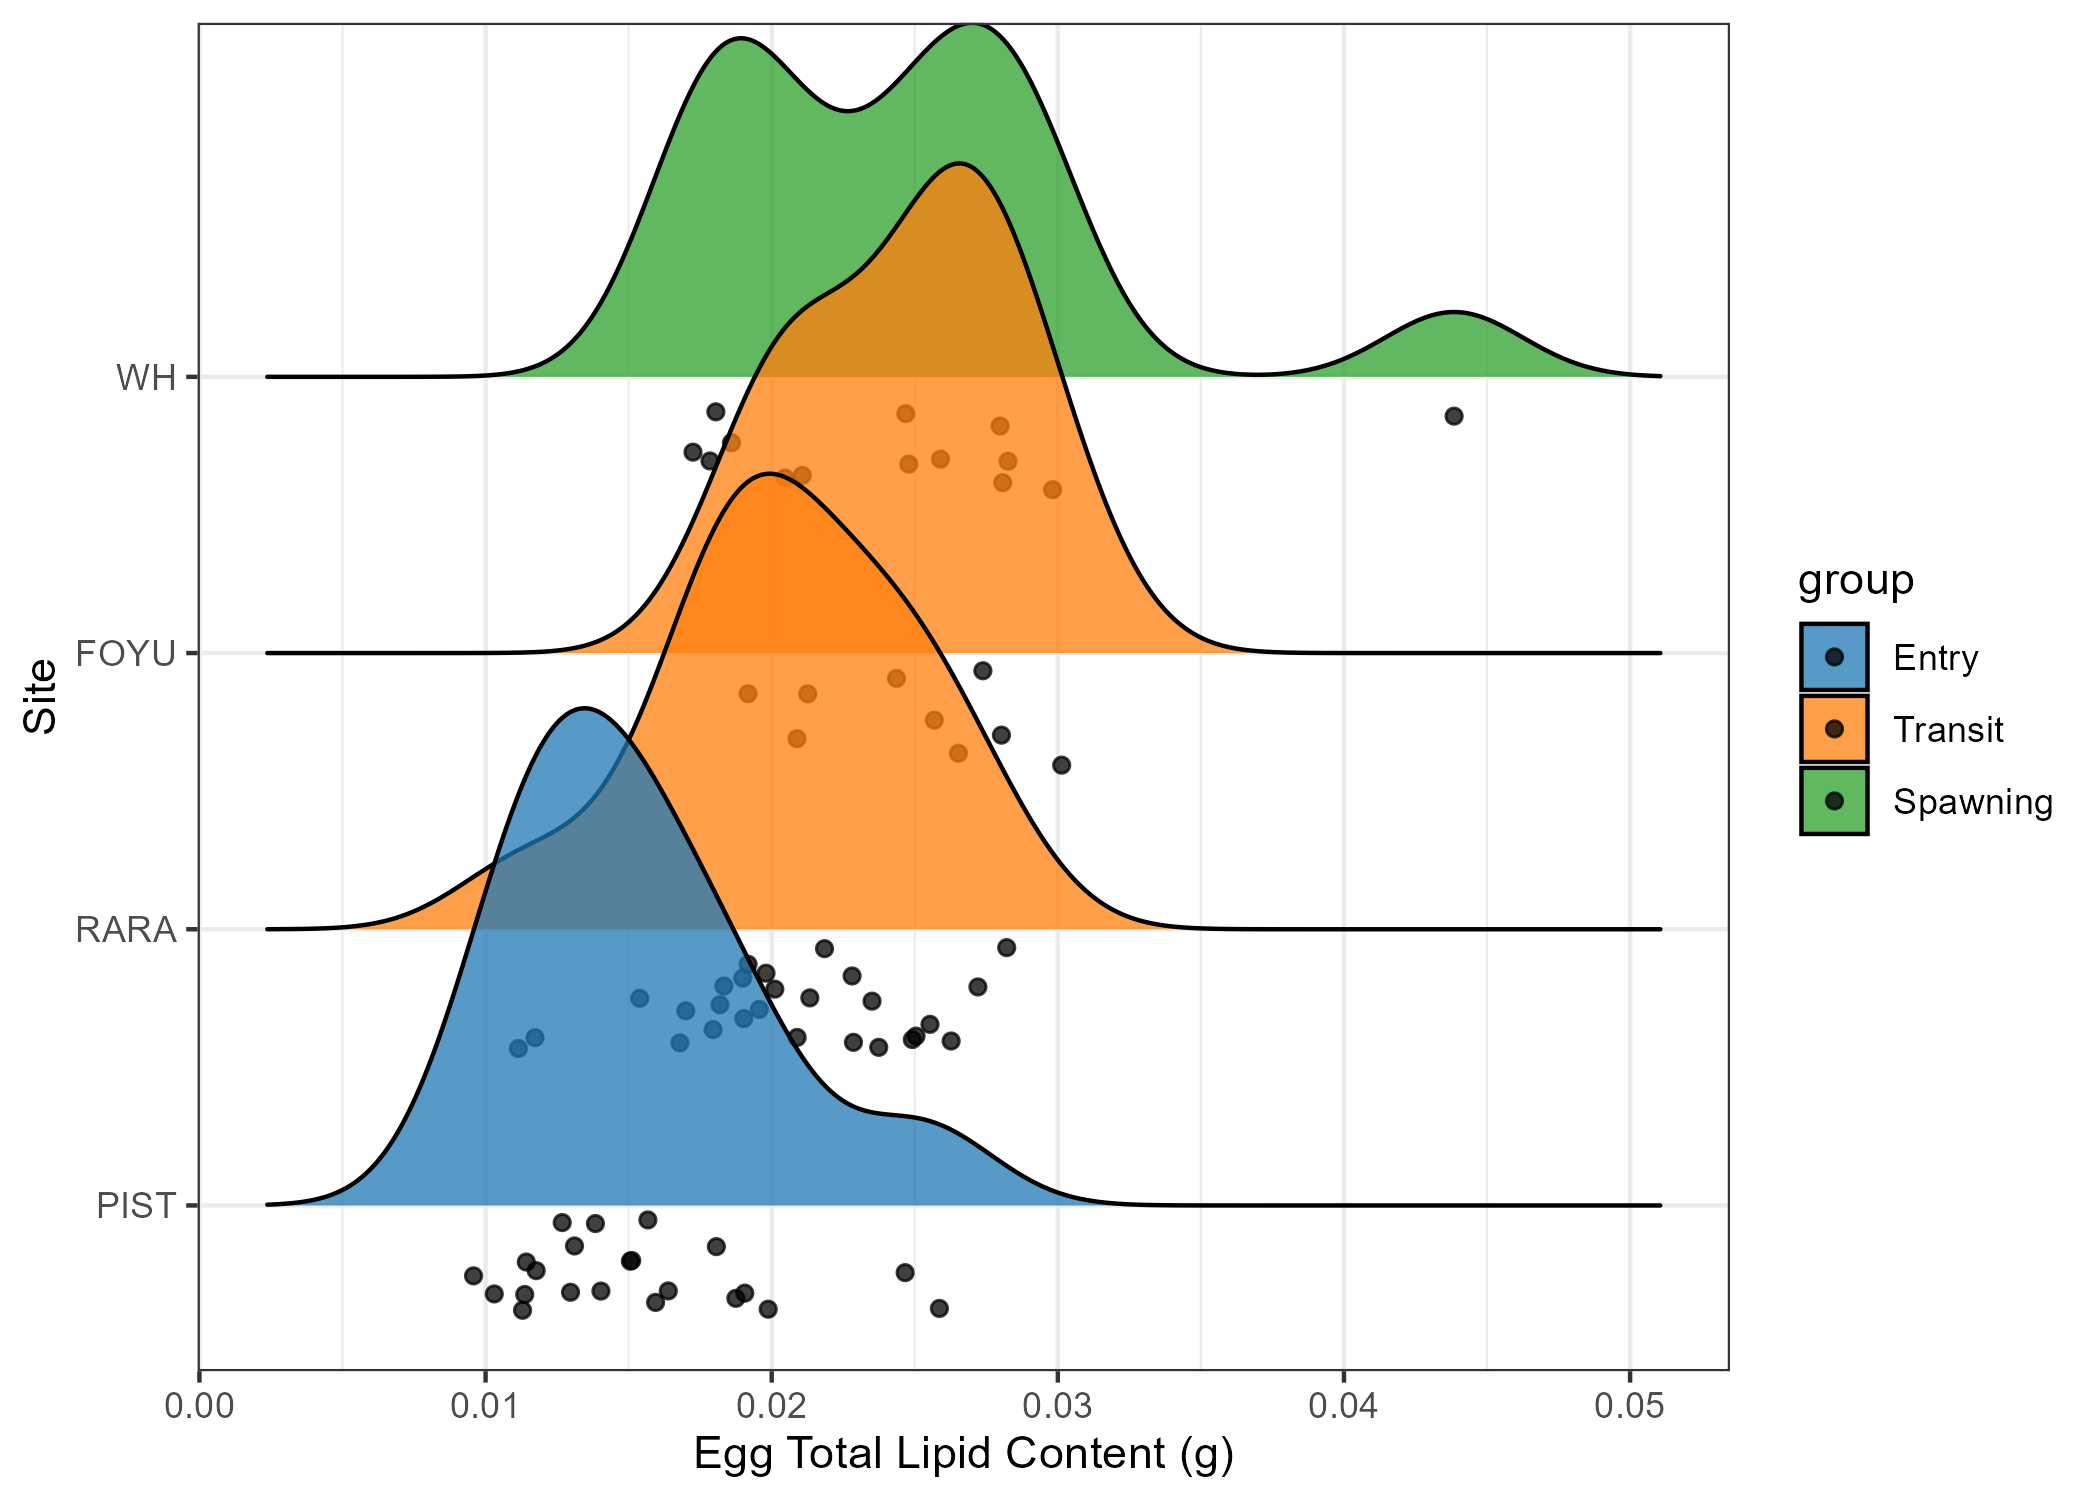 WH
FOYU
RARA
PIST
Site
0.00 0.01 0.02 0.03 0.04 0.05
Egg Total Lipid Content (g)
group
Entry
Transit
Spawning